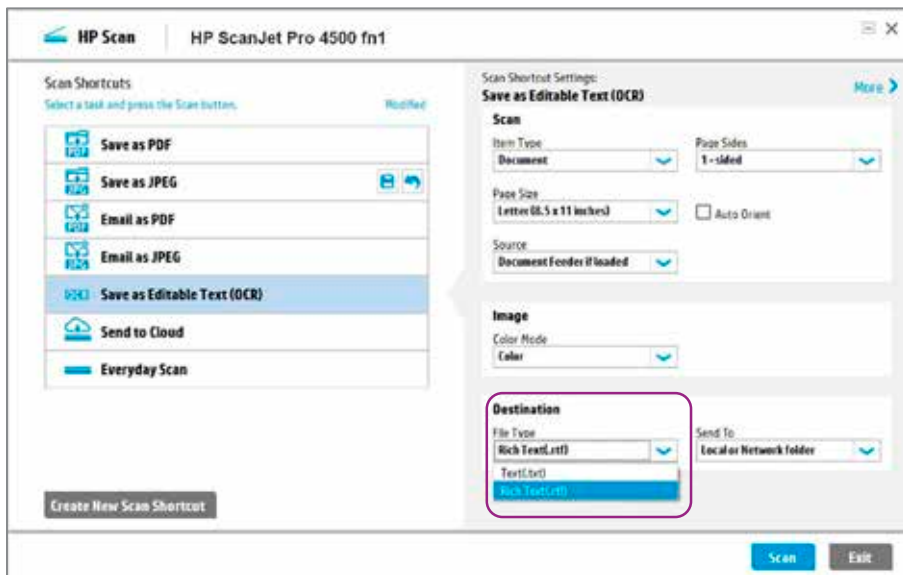 HP Scan HP ScanJet Pro 4500 fn1
Scan Shortcuts
Select a task and press the Scan button. Modified
PDF Save as PDF
JPG Save as JPEG
PDF Email as PDF
JPG Email as JPEG
OCR Save as Editable Text (OCR)
Send to Cloud
Everyday Scan
Create New Scan Shortcut
Scan Shortcut Settings: More
Save as Editable Text (OCR)
Scan
Item Type Page Sides
Document 1-sided
Page Size
Letter (8.5 x 11 inches) Auto Orient
Source
Document Feeder if loaded
Image
Color Mode
Color
Destination
File Type Send To
Rich Text(.rtf) Local or Network folder
Text(.txt)
Rich Text(.rtf)
Scan Exit